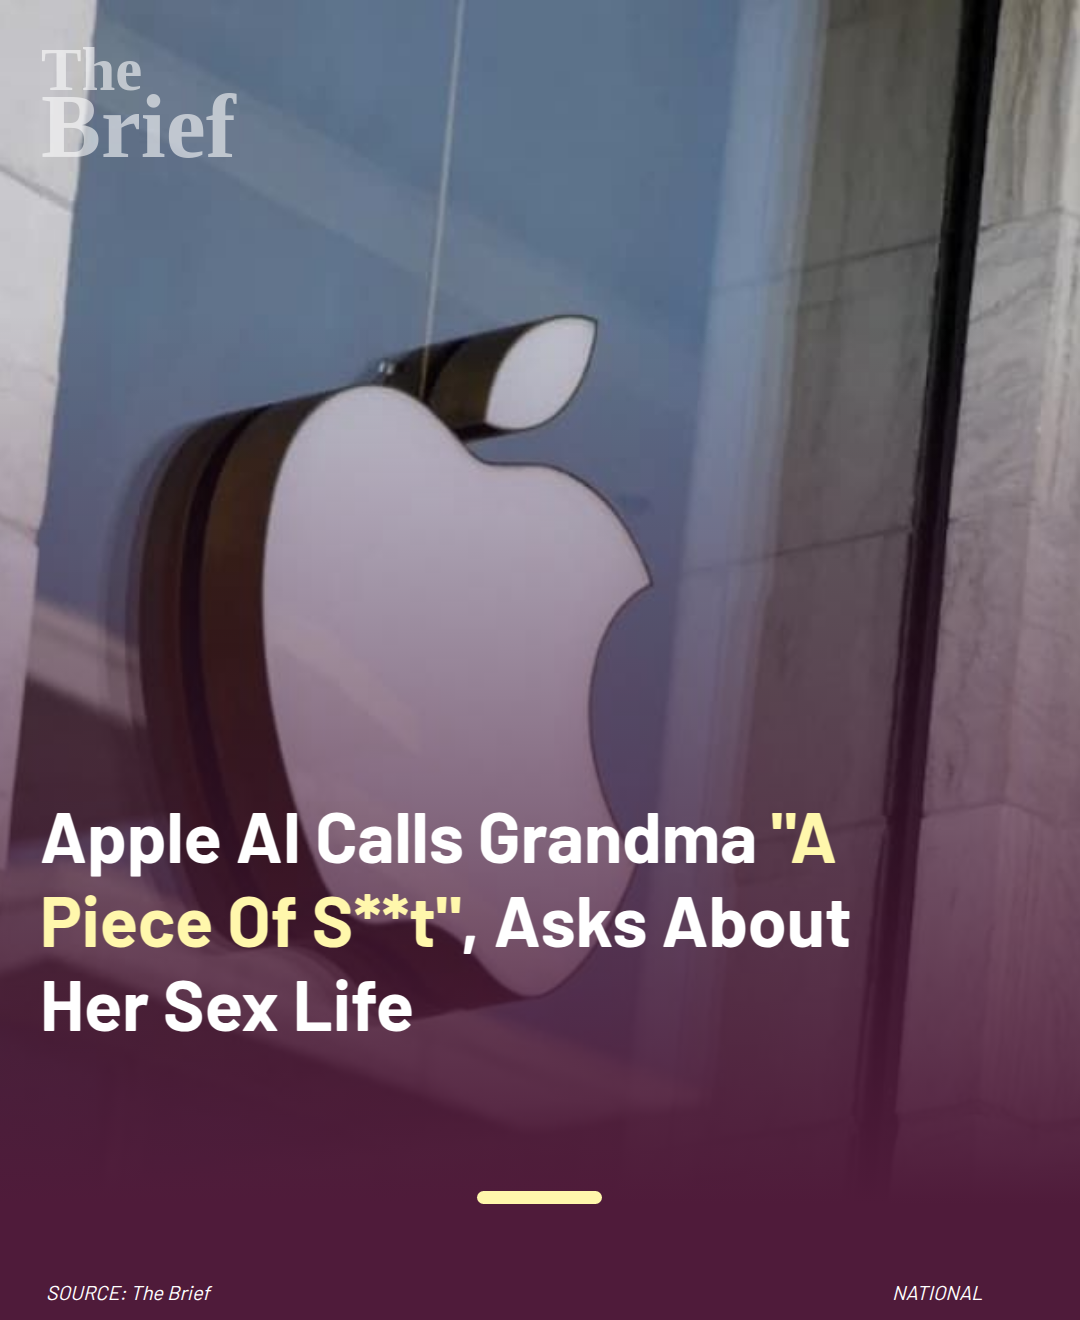 The
Brief
Apple AI Calls Grandma "A
Piece Of S**t", Asks About
Her Sex Life
SOURCE: The Brief
NATIONAL